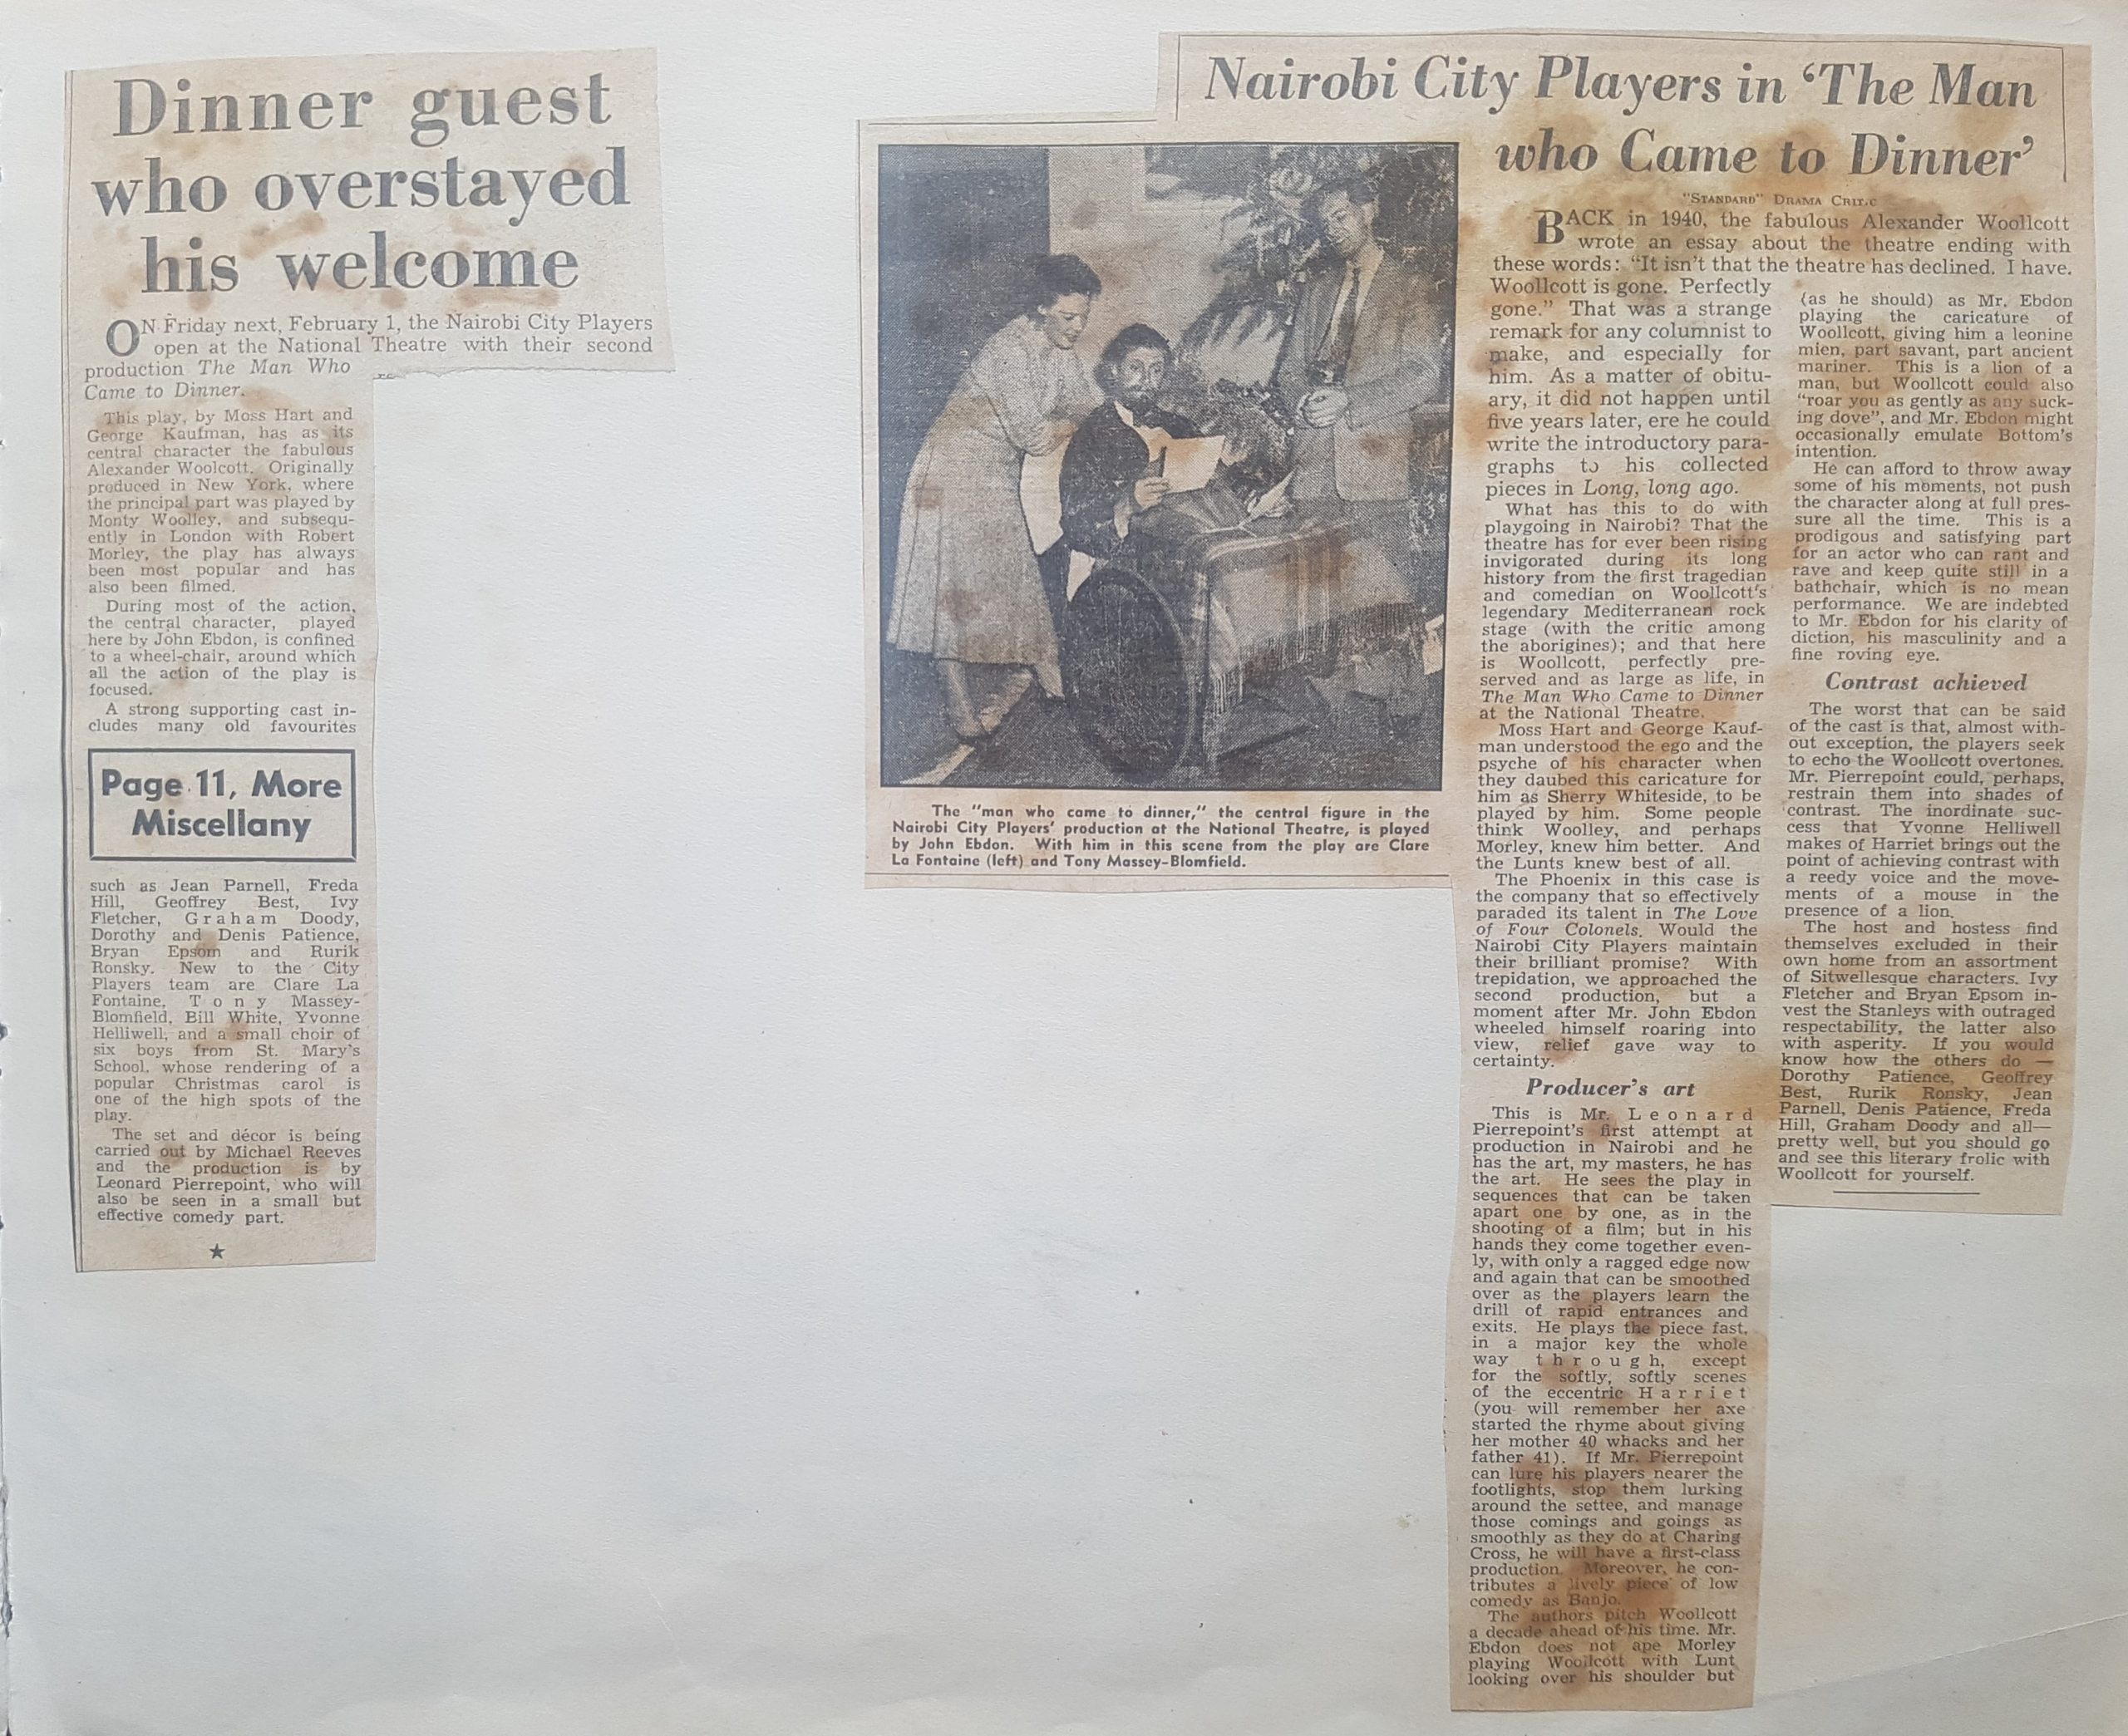 Dinner guest
who overstayed
his welcome
ON Friday next, February 1, the Nairobi City Players
open at the National Theatre with their second
production The Man Who
Came to Dinner.
This play, by Moss Hart and
George Kaufman, has as its
central character the fabulous
Alexander Woolcott. Originally
produced in New York, where
the principal part was played by
Monty Woolley, and subsequ-
ently in London with Robert
Morley, the play has always
been most popular and has
also been filmed.
During most of the action,
the central character, played
here by John Ebdon, is confined
to a wheel-chair, around which
all the action of the play is
focused.
A strong supporting cast in-
cludes many old favourites
Page 11, More
Miscellany
such as Jean Parnell, Freda
Hill, Geoffrey Best, Ivy
Fletcher, Graham Doody,
Dorothy and Denis Patience,
Bryan Epsom and Rurik
Ronsky. New to the City
Players team are Clare La
Fontaine, Tony Massey-
Blomfield, Bill White, Yvonne
Helliwell, and a small choir of
six boys from St. Mary's
School, whose rendering of a
popular Christmas carol is
one of the high spots of the
play.
The set and décor is being
carried out by Michael Reeves
and the production is by
Leonard Pierrepoint, who will
also be seen in a small but
effective comedy part.
★
Nairobi City Players in ‘The Man
who Came to Dinner’
"STANDARD" DRAMA CRITIC
BACK in 1940, the fabulous Alexander Woollcott
wrote an essay about the theatre ending with
these words: "It isn't that the theatre has declined. I have.
Woollcott is gone. Perfectly
gone." That was a strange
remark for any columnist to
make, and especially for
him. As a matter of obitu-
ary, it did not happen until
five years later, ere he could
write the introductory para-
graphs to his collected
pieces in Long, long ago.
What has this to do with
playgoing in Nairobi? That the
theatre has for ever been rising
invigorated during its long
history from the first tragedian
and comedian on Woollcott's
legendary Mediterranean rock
stage (with the critic among
the aborigines); and that here
is Woollcott, perfectly pre-
served and as large as life, in
The Man Who Came to Dinner
at the National Theatre.
Moss Hart and George Kauf-
man understood the ego and the
psyche of his character when
they daubed this caricature for
him as Sherry Whiteside, to be
played by him. Some people
think Woolley, and perhaps
Morley, knew him better. And
the Lunts knew best of all.
The Phoenix in this case is
the company that so effectively
paraded its talent in The Love
of Four Colonels. Would the
Nairobi City Players maintain
their brilliant promise? With
trepidation, we approached the
second production, but a
moment after Mr. John Ebdon
wheeled himself roaring into
view, relief gave way to
certainty.
Producer's art
This is Mr. Leonard
Pierrepoint's first attempt at
production in Nairobi and he
has the art, my masters, he has
the art. He sees the play in
sequences that can be taken
apart one by one, as in the
shooting of a film; but in his
hands they come together even-
ly, with only a ragged edge now
and again that can be smoothed
over as the players learn the
drill of rapid entrances and
exits. He plays the piece fast,
in a major key the whole
way through, except
for the softly, softly scenes
of the eccentric Harriet
(you will remember her axe
started the rhyme about giving
her mother 40 whacks and her
father 41). If Mr. Pierrepoint
can lure his players nearer the
footlights, stop them lurking
around the settee, and manage
those comings and goings as
smoothly as they do at Charing
Cross, he will have a first-class
production. Moreover, he con-
tributes a lively piece of low
comedy as Banjo.
The authors pitch Woollcott
a decade ahead of his time. Mr.
Ebdon does not ape Morley
playing Woollcott with Lunt
looking over his shoulder but
(as he should) as Mr. Ebdon
playing the caricature of
Woollcott, giving him a leonine
mien, part savant, part ancient
mariner. This is a lion of a
man, but Woollcott could also
"roar you as gently as any suck-
ing dove", and Mr. Ebdon might
occasionally emulate Bottom's
intention.
He can afford to throw away
some of his moments, not push
the character along at full pres-
sure all the time. This is a
prodigous and satisfying part
for an actor who can rant and
rave and keep quite still in a
bathchair, which is no mean
performance. We are indebted
to Mr. Ebdon for his clarity of
diction, his masculinity and a
fine roving eye.
Contrast achieved
The worst that can be said
of the cast is that, almost with-
out exception, the players seek
to echo the Woollcott overtones.
Mr. Pierrepoint could, perhaps,
restrain them into shades of
contrast. The inordinate suc-
cess that Yvonne Helliwell
makes of Harriet brings out the
point of achieving contrast with
a reedy voice and the move-
ments of a mouse in the
presence of a lion.
The host and hostess find
themselves excluded in their
own home from an assortment
of Sitwellesque characters. Ivy
Fletcher and Bryan Epsom in-
vest the Stanleys with outraged
respectability, the latter also
with asperity. If you would
know how the others do —
Dorothy Patience, Geoffrey
Best, Rurik Ronsky, Jean
Parnell, Denis Patience, Freda
Hill, Graham Doody and all—
pretty well, but you should go
and see this literary frolic with
Woollcott for yourself.
The "man who came to dinner," the central figure in the
Nairobi City Players' production at the National Theatre, is played
by John Ebdon. With him in this scene from the play are Clare
La Fontaine (left) and Tony Massey-Blomfield.